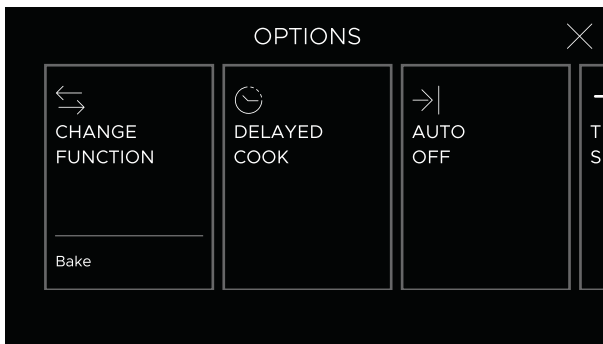 OPTIONS
CHANGE
FUNCTION
Bake
DELAYED
COOK
AUTO
OFF
T
S